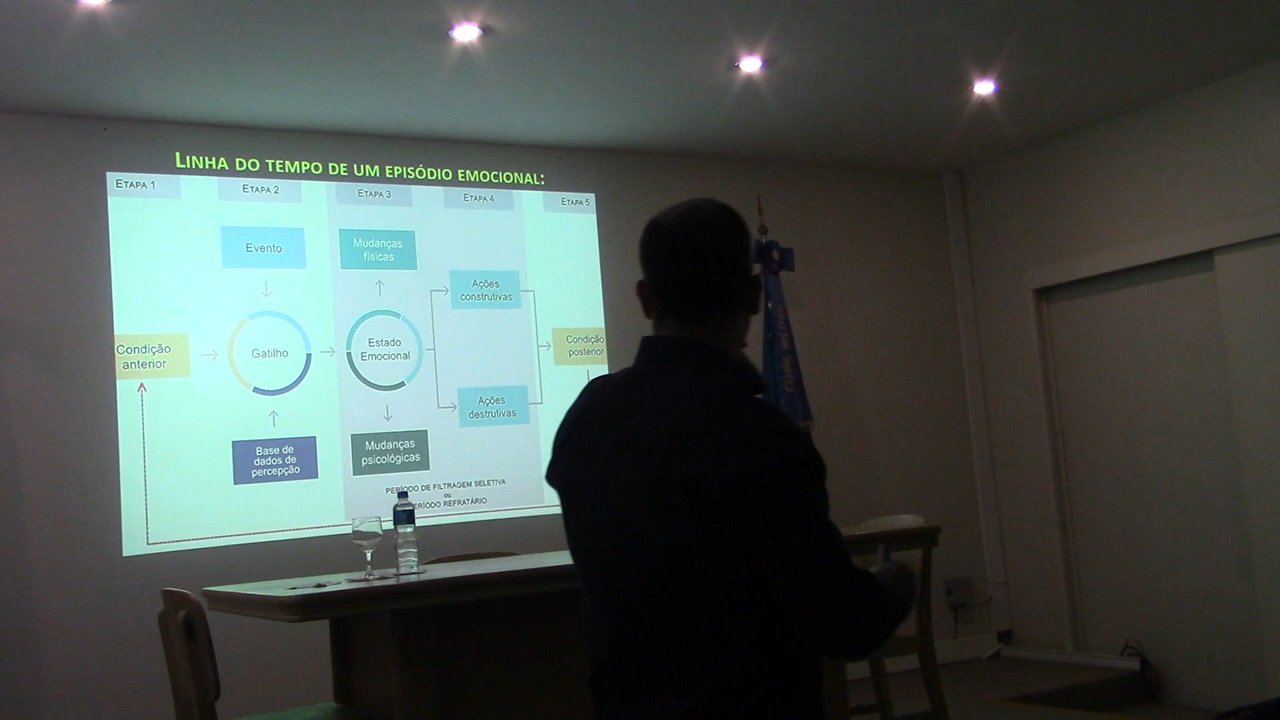 LINHA DO TEMPO DE UM EPISÓDIO EMOCIONAL:
ETAPA 1
ETAPA 2
ETAPA 3
ETAPA 4
ETAPA 5
Evento
Mudanças
físicas
Ações
construtivas
Condição
anterior
Gatilho
Estado
Emocional
Condição
posterior
Ações
destrutivas
Base de
dados de
percepção
Mudanças
psicológicas
PERÍODO DE FILTRAGEM SELETIVA
ou
PERÍODO REFRATÁRIO